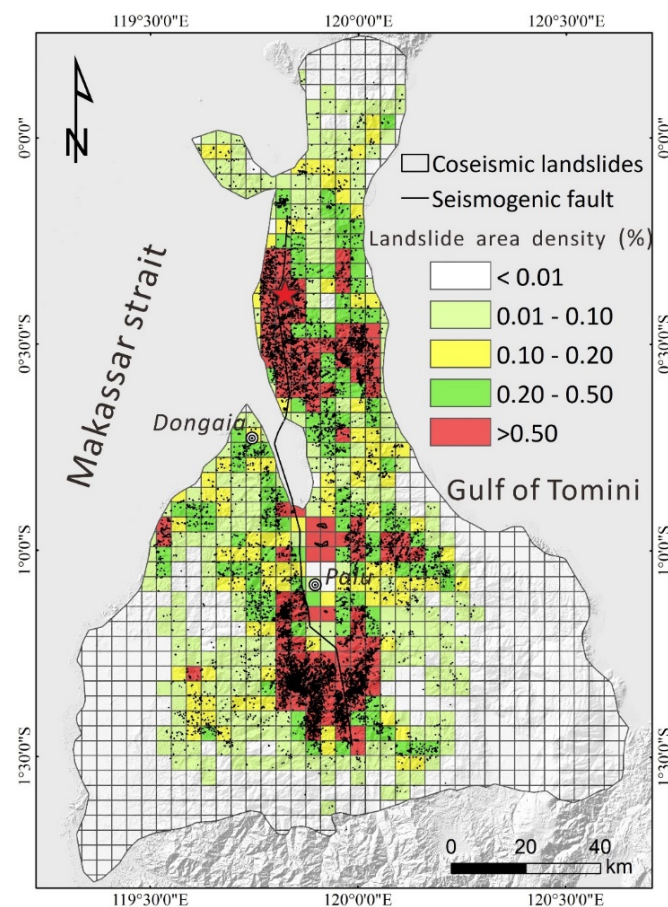 119°30'0"E
120°0'0"E
120°30'0"E
N
0°0'0"
0°0'0"
Coseismic landslides
Seismogenic fault
Landslide area density (%)
< 0.01
0.01 - 0.10
0.10 - 0.20
0.20 - 0.50
>0.50
0°30'0"S
0°30'0"S
Makassar strait
Dongaia
Gulf of Tomini
1°0'0"S
1°0'0"S
Palu
1°30'0"S
1°30'0"S
0 20 40
km
119°30'0"E
120°0'0"E
120°30'0"E